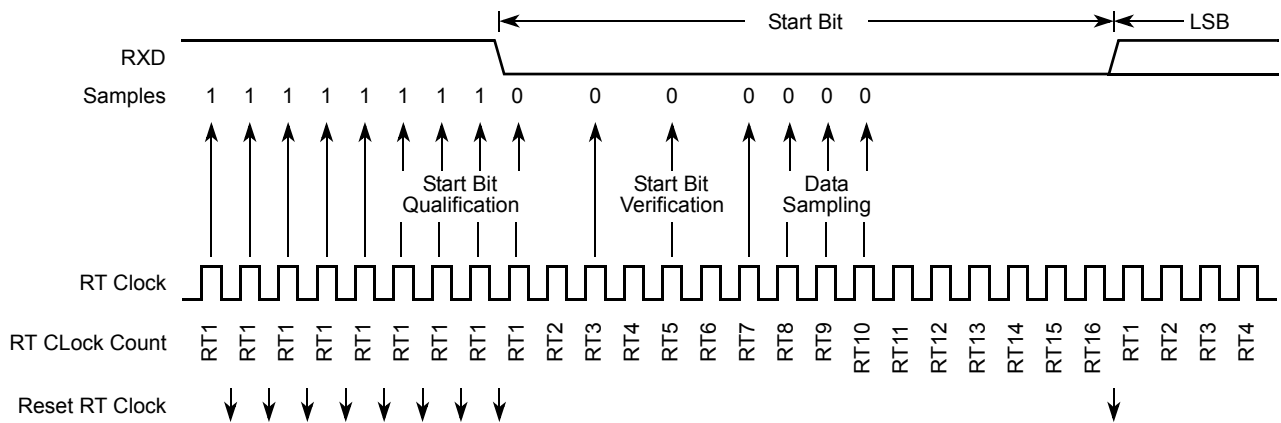 Start Bit
LSB
RXD
Samples 1 1 1 1 1 1 1 1 0 0 0 0 0 0 0
Start Bit Qualification
Start Bit Verification
Data Sampling
RT Clock
RT CLock Count RT1 RT1 RT1 RT1 RT1 RT1 RT1 RT1 RT1 RT2 RT3 RT4 RT5 RT6 RT7 RT8 RT9 RT10 RT11 RT12 RT13 RT14 RT15 RT16 RT1 RT2 RT3 RT4
Reset RT Clock